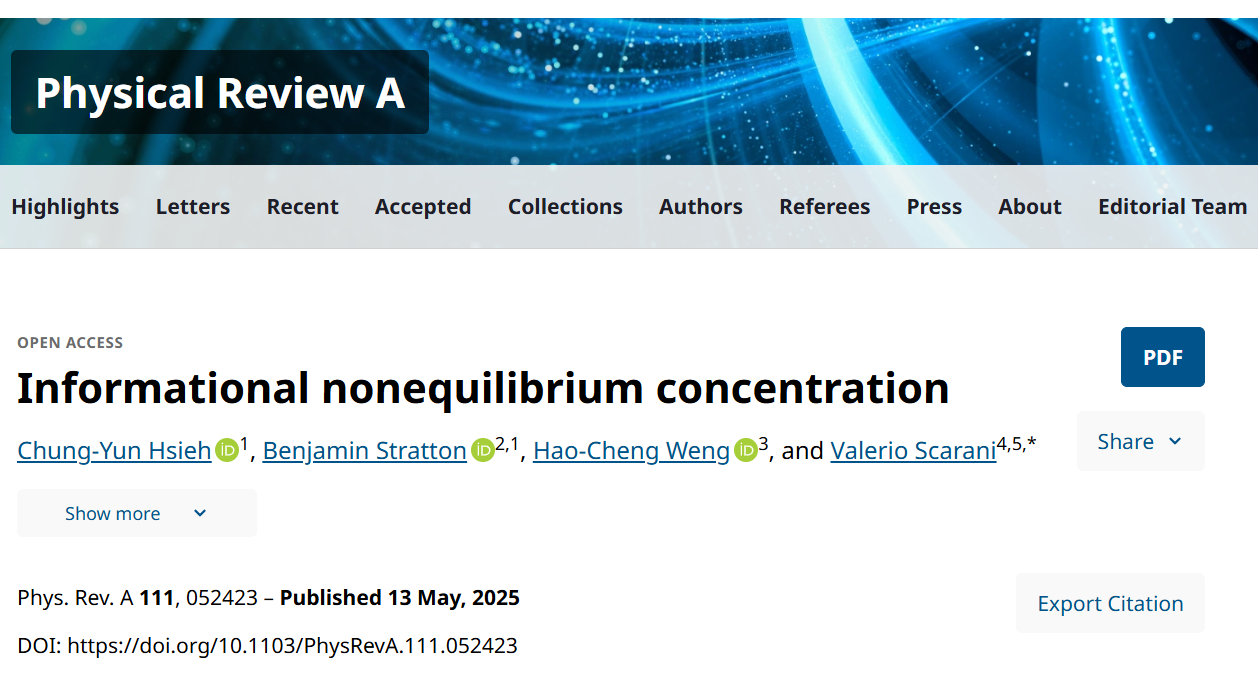 Physical Review A
Highlights Letters Recent Accepted Collections Authors Referees Press About Editorial Team
OPEN ACCESS
PDF
Informational nonequilibrium concentration
Chung-Yun Hsieh iD 1, Benjamin Stratton iD 2,1, Hao-Cheng Weng iD 3, and Valerio Scarani 4,5,*
Share
Show more
Phys. Rev. A 111, 052423 – Published 13 May, 2025
Export Citation
DOI: https://doi.org/10.1103/PhysRevA.111.052423